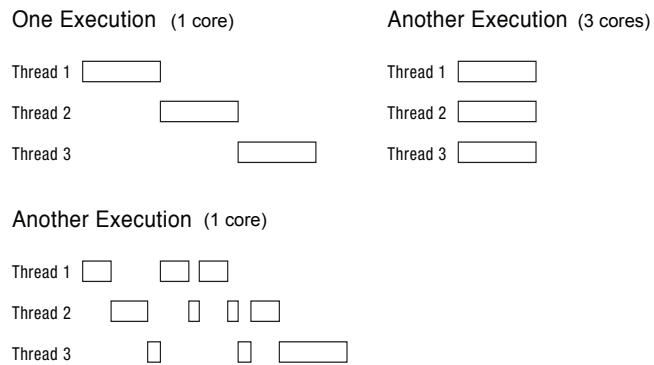 One Execution (1 core)
Thread 1
Thread 2
Thread 3
Another Execution (3 cores)
Thread 1
Thread 2
Thread 3
Another Execution (1 core)
Thread 1
Thread 2
Thread 3